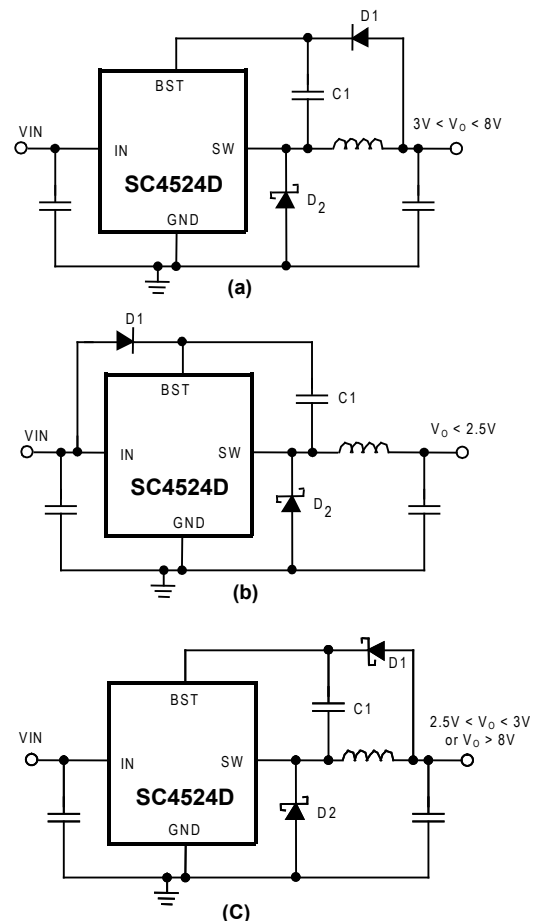 D1
BST
C1
3V < VO < 8V
VIN
IN
SW
SC4524D
D2
GND
(a)
D1
BST
C1
VO < 2.5V
VIN
IN
SW
SC4524D
D2
GND
(b)
D1
BST
C1
2.5V < VO < 3V
or VO > 8V
VIN
IN
SW
SC4524D
D2
GND
(C)